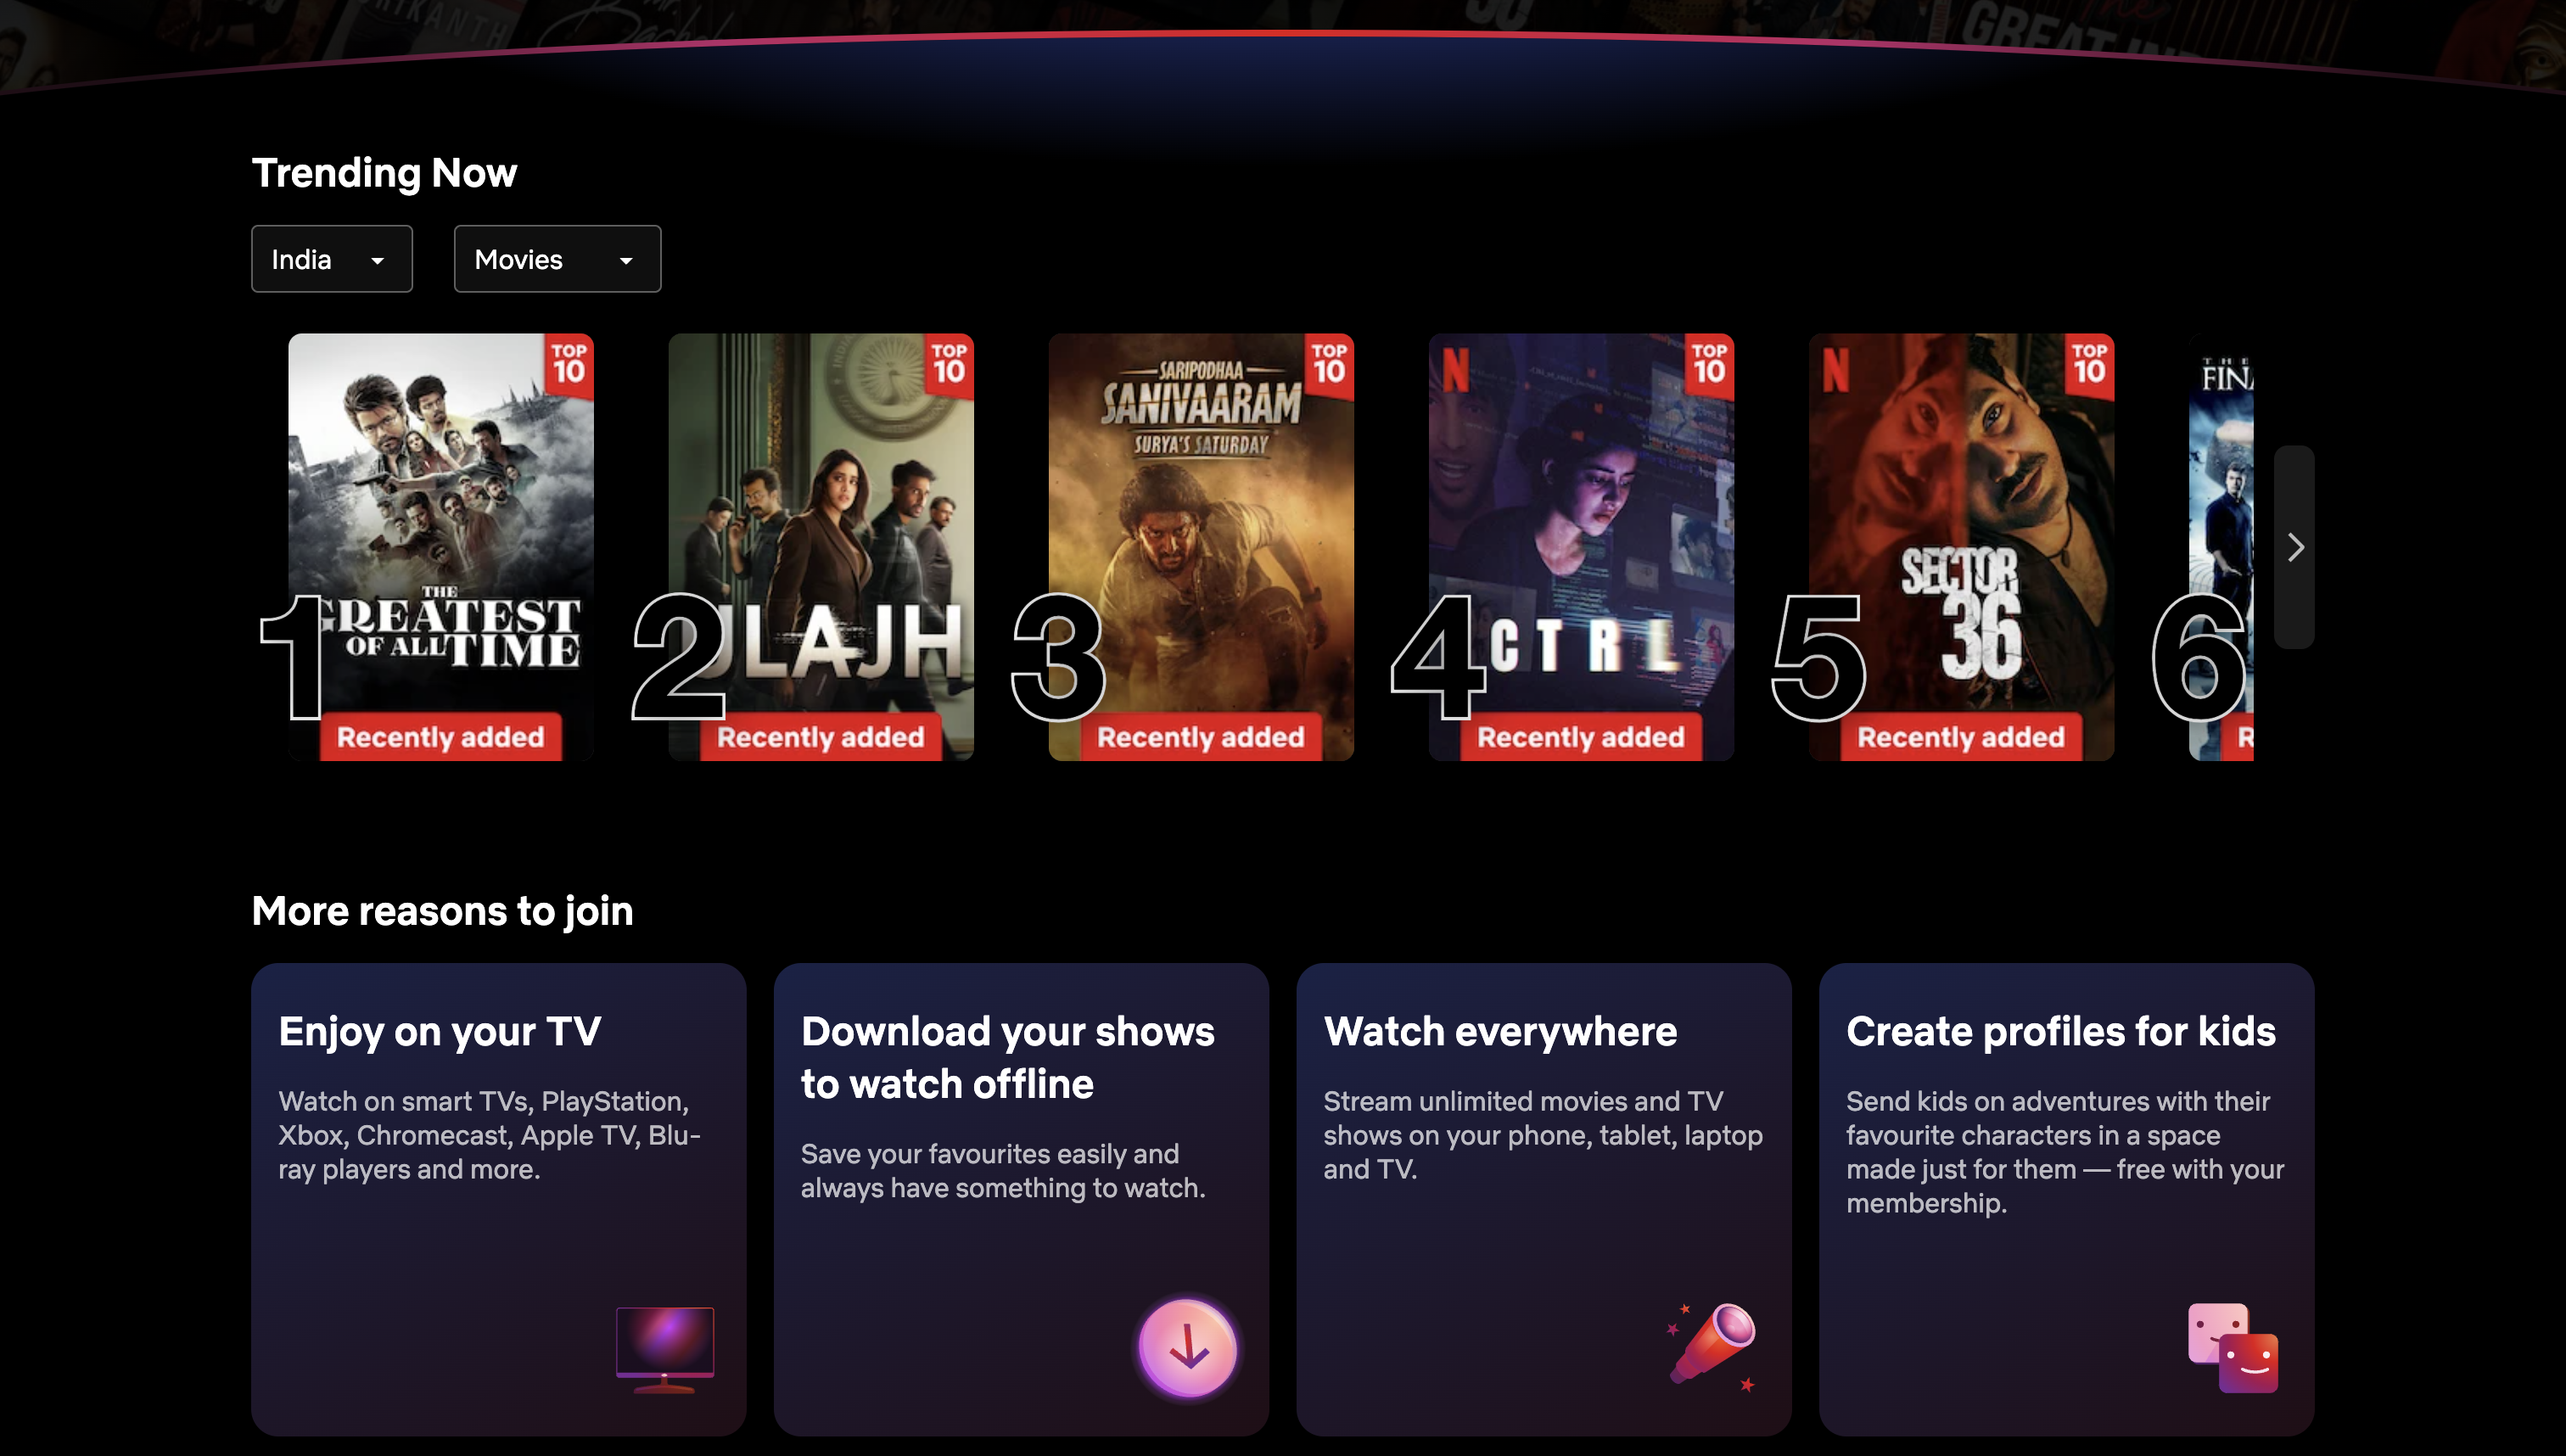 GREAT IN
Trending Now
India
Movies
TOP
10
THE
GREATEST
OF ALL TIME
1
Recently added
TOP
10
ULAJH
2
Recently added
TOP
10
SARIPODHAA
SANIVAARAM
SURYA'S SATURDAY
3
Recently added
N
TOP
10
CTRL
4
Recently added
N
TOP
10
SECTOR
36
5
Recently added
THE
FINA
6
R
More reasons to join
Enjoy on your TV
Watch on smart TVs, PlayStation,
Xbox, Chromecast, Apple TV, Blu-
ray players and more.
Download your shows
to watch offline
Save your favourites easily and
always have something to watch.
Watch everywhere
Stream unlimited movies and TV
shows on your phone, tablet, laptop
and TV.
Create profiles for kids
Send kids on adventures with their
favourite characters in a space
made just for them — free with your
membership.